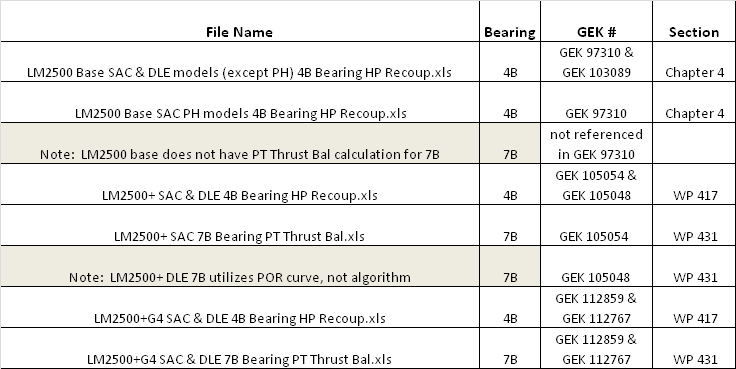 File Name Bearing GEK # Section
GEK 97310 &
LM2500 Base SAC & DLE models (except PH) 4B Bearing HP Recoup.xls 4B GEK 103089 Chapter 4
LM2500 Base SAC PH models 4B Bearing HP Recoup.xls 4B GEK 97310 Chapter 4
not referenced
Note: LM2500 base does not have PT Thrust Bal calculation for 7B 7B in GEK 97310
GEK 105054 &
LM2500+ SAC & DLE 4B Bearing HP Recoup.xls 4B GEK 105048 WP 417
LM2500+ SAC 7B Bearing PT Thrust Bal.xls 7B GEK 105054 WP 431
Note: LM2500+ DLE 7B utilizes POR curve, not algorithm 7B GEK 105048 WP 431
GEK 112859 &
LM2500+G4 SAC & DLE 4B Bearing HP Recoup.xls 4B GEK 112767 WP 417
GEK 112859 &
LM2500+G4 SAC & DLE 7B Bearing PT Thrust Bal.xls 7B GEK 112767 WP 431